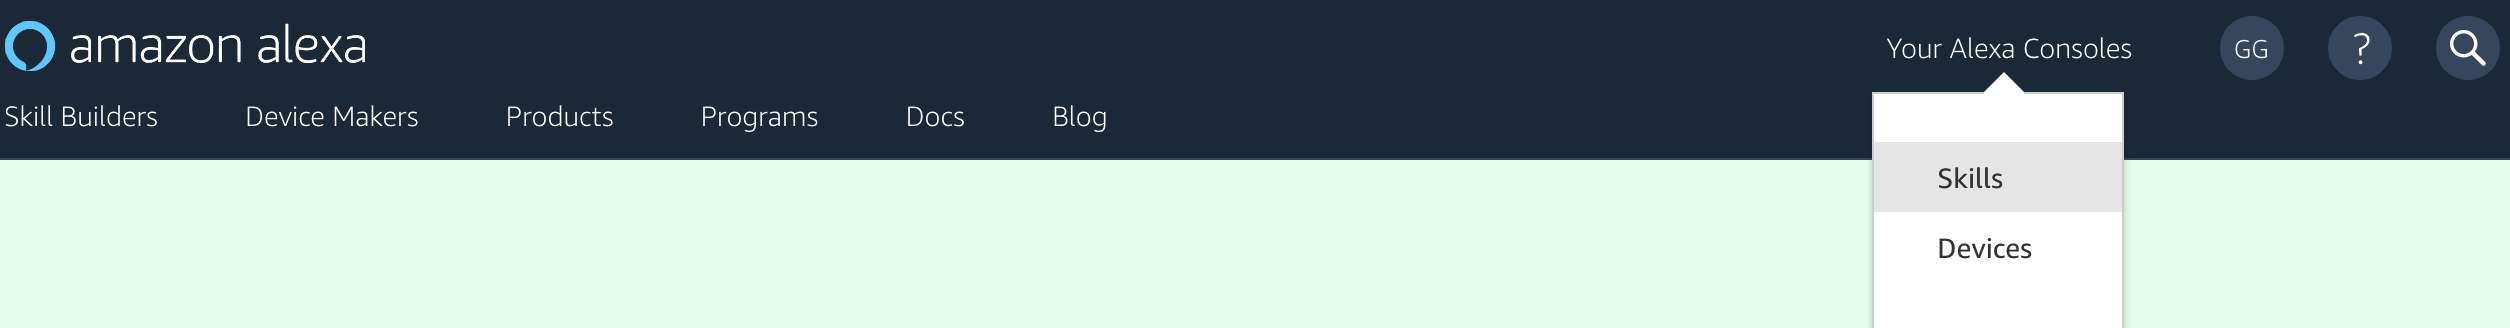 amazon alexa
Your Alexa Consoles
GG
?
Skill Builders
Device Makers
Products
Programs
Docs
Blog
Skills
Devices